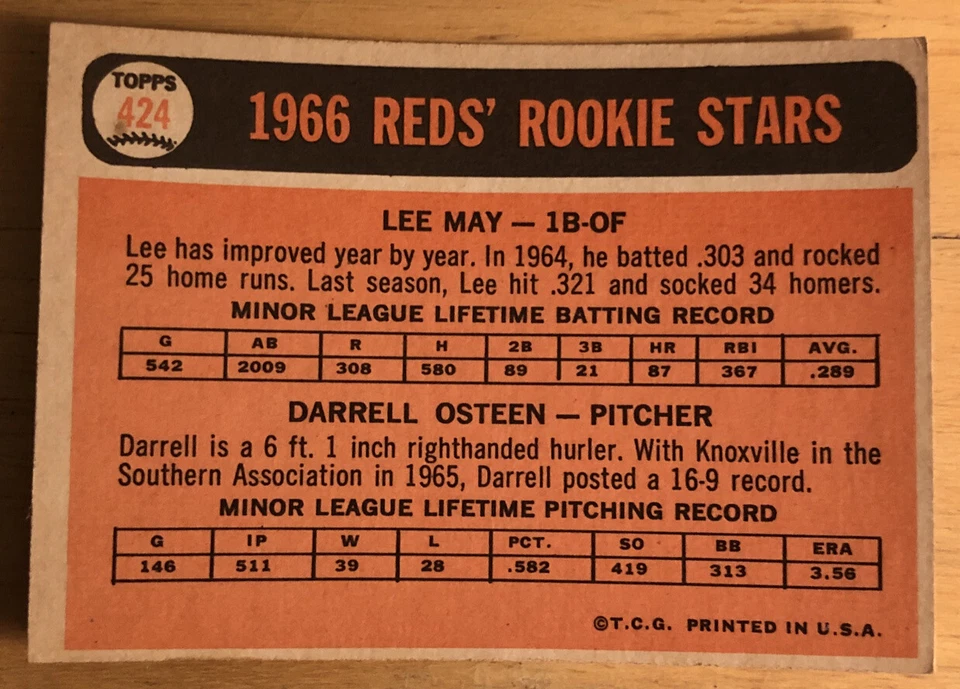 TOPPS
424
1966 REDS' ROOKIE STARS
LEE MAY — 1B-OF
Lee has improved year by year. In 1964, he batted .303 and rocked
25 home runs. Last season, Lee hit .321 and socked 34 homers.
MINOR LEAGUE LIFETIME BATTING RECORD
G AB R H 2B 3B HR RBI AVG.
542 2009 308 580 89 21 87 367 .289
DARRELL OSTEEN — PITCHER
Darrell is a 6 ft. 1 inch righthanded hurler. With Knoxville in the
Southern Association in 1965, Darrell posted a 16-9 record.
MINOR LEAGUE LIFETIME PITCHING RECORD
G IP W L PCT. SO BB ERA
146 511 39 28 .582 419 313 3.56
©T.C.G. PRINTED IN U.S.A.